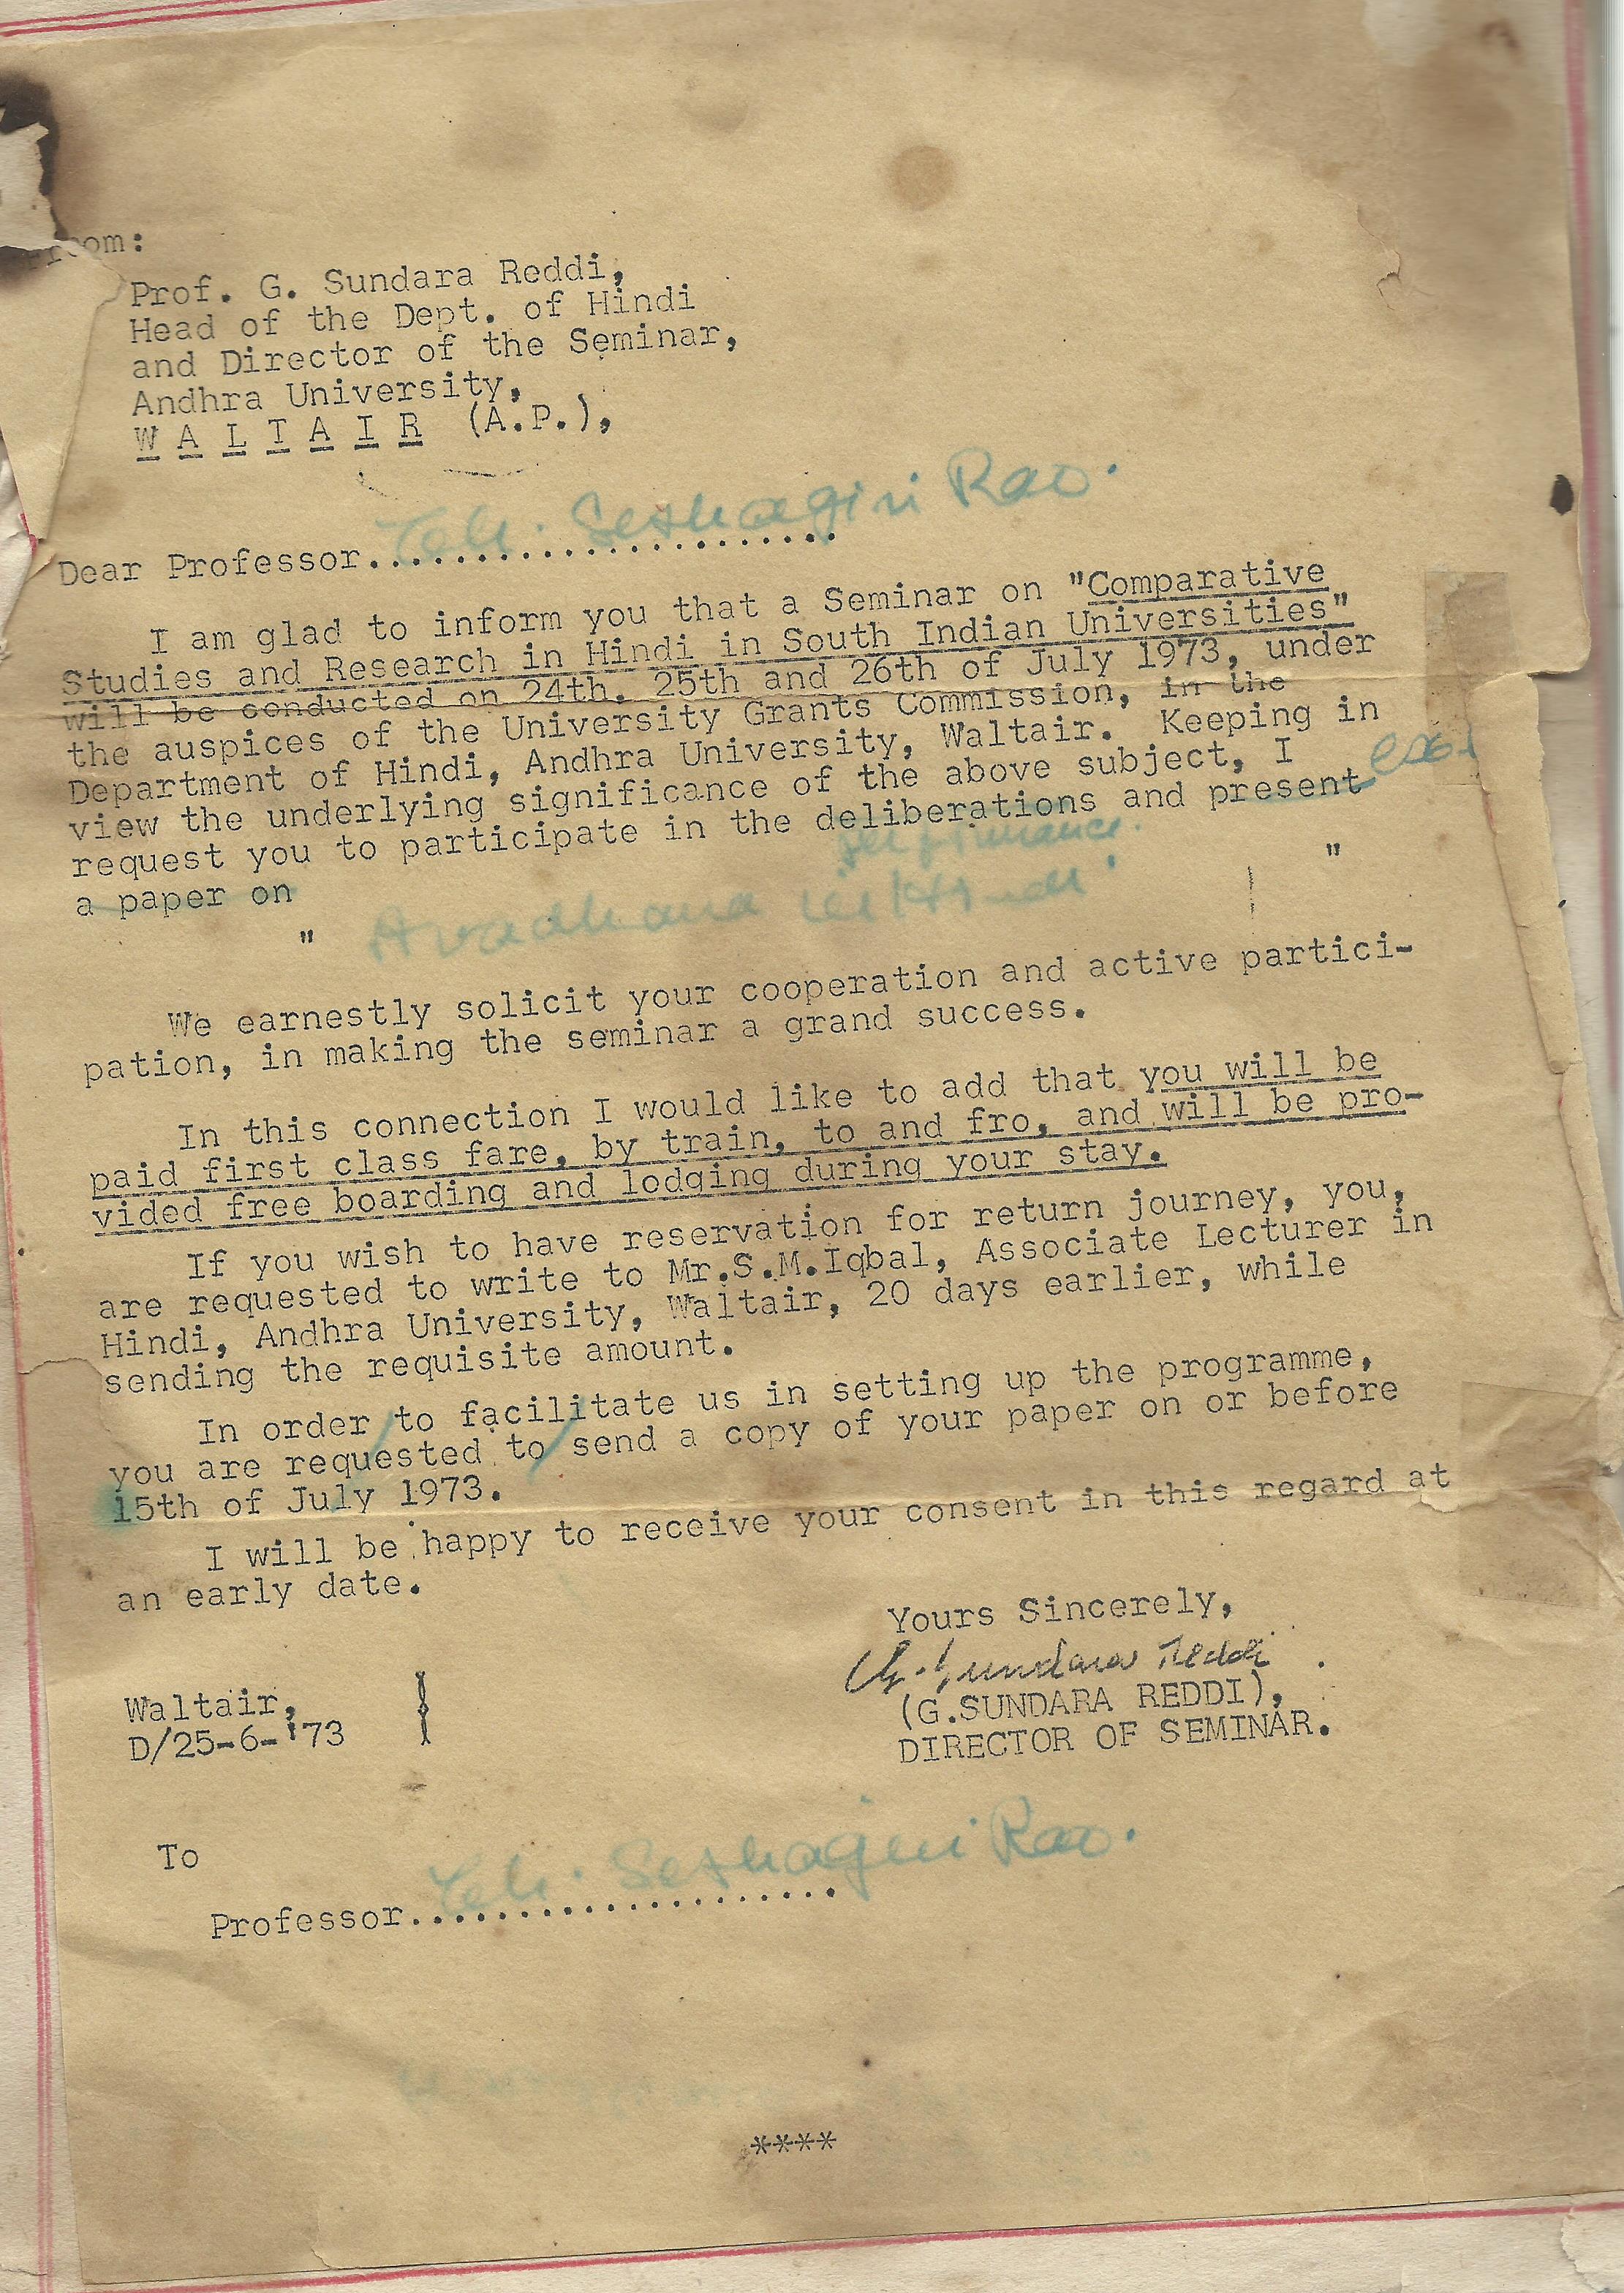 From:
Prof. G. Sundara Reddi,
Head of the Dept. of Hindi
and Director of the Seminar,
Andhra University,
W A L T A I R (A.P.),
Seshagiri Rao.
Dear Professor......................
I am glad to inform you that a Seminar on "Comparative
Studies and Research in Hindi in South Indian Universities"
will be conducted on 24th, 25th and 26th of July 1973, under
the auspices of the University Grants Commission, in the
Department of Hindi, Andhra University, Waltair. Keeping in
view the underlying significance of the above subject, I
request you to participate in the deliberations and present
a paper on "
performance.
" Avadhana in Hindi
We earnestly solicit your cooperation and active partici-
pation, in making the seminar a grand success.
In this connection I would like to add that you will be
paid first class fare, by train, to and fro, and will be pro-
vided free boarding and lodging during your stay.
If you wish to have reservation for return journey, you,
are requested to write to Mr.S.M.Iqbal, Associate Lecturer in
Hindi, Andhra University, Waltair, 20 days earlier, while
sending the requisite amount.
In order to facilitate us in setting up the programme,
you are requested to send a copy of your paper on or before
15th of July 1973.
I will be happy to receive your consent in this regard at
an early date.
Yours Sincerely,
G. Sundara Reddi
(G.SUNDARA REDDI),
DIRECTOR OF SEMINAR.
Waltair,
D/25-6-'73
To
Seshagiri Rao.
Professor....................
****